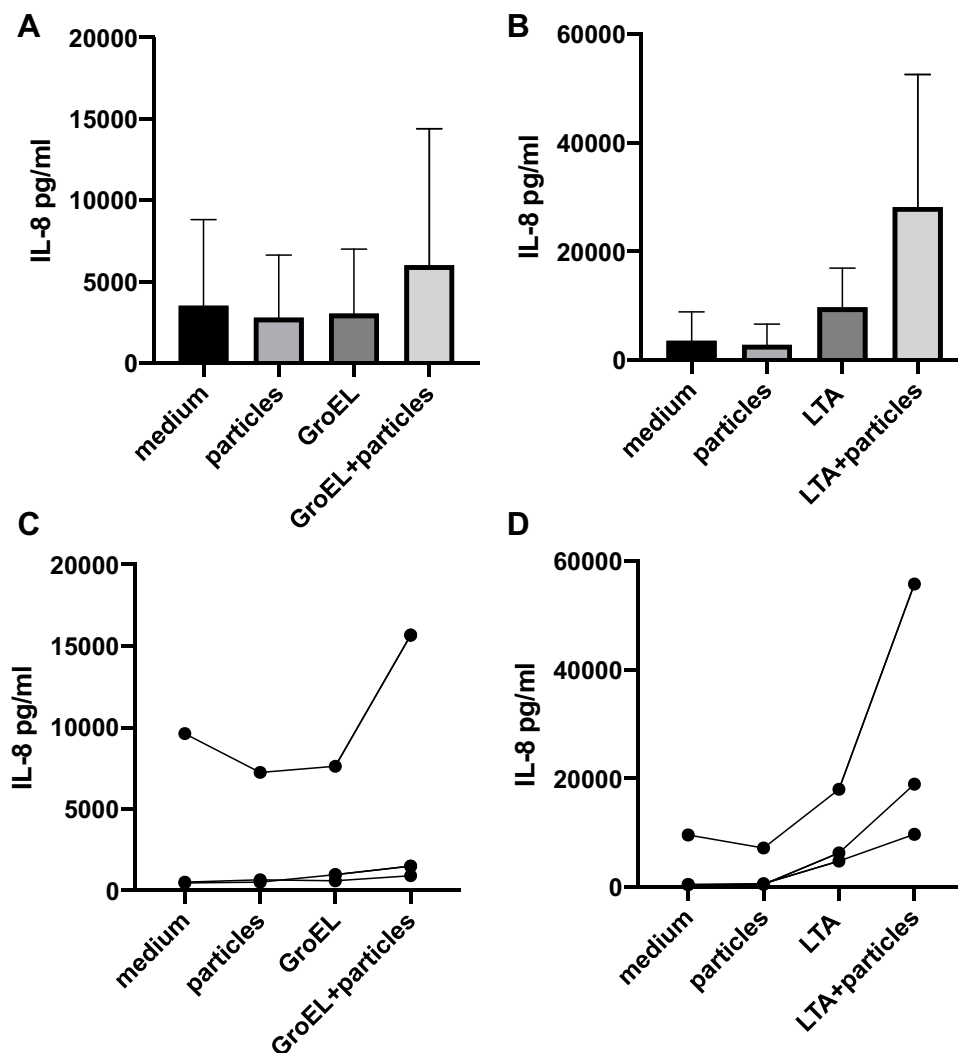 A
IL-8 pg/ml
20000
15000
10000
5000
0
medium
particles
GroEL
GroEL+particles
B
IL-8 pg/ml
60000
40000
20000
0
medium
particles
LTA
LTA+particles
C
IL-8 pg/ml
20000
15000
10000
5000
0
medium
particles
GroEL
GroEL+particles
D
IL-8 pg/ml
60000
40000
20000
0
medium
particles
LTA
LTA+particles